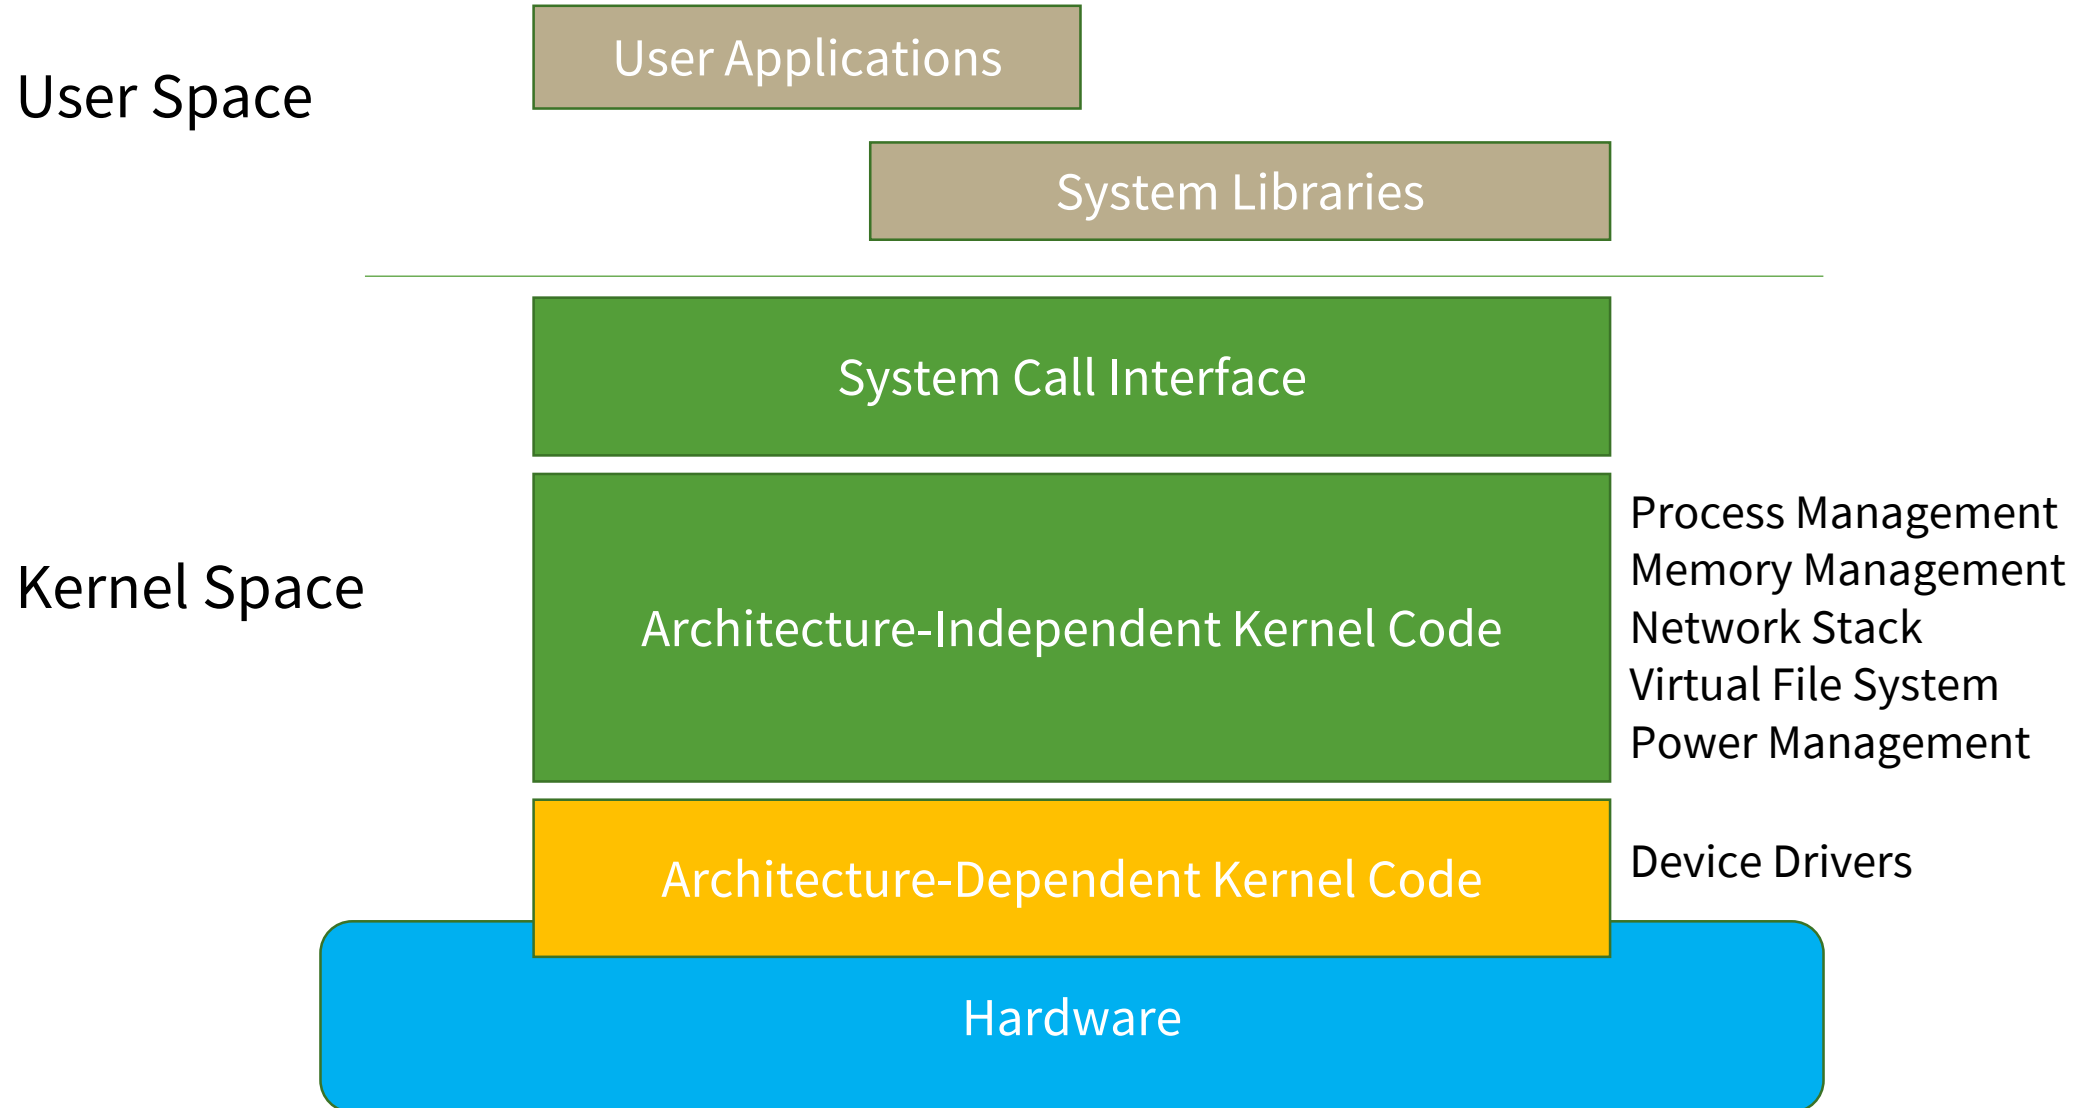 User Applications
User Space
System Libraries
System Call Interface
Process Management
Memory Management
Kernel Space
Architecture-Independent Kernel Code
Network Stack
Virtual File System
Power Management
Architecture-Dependent Kernel Code
Device Drivers
Hardware